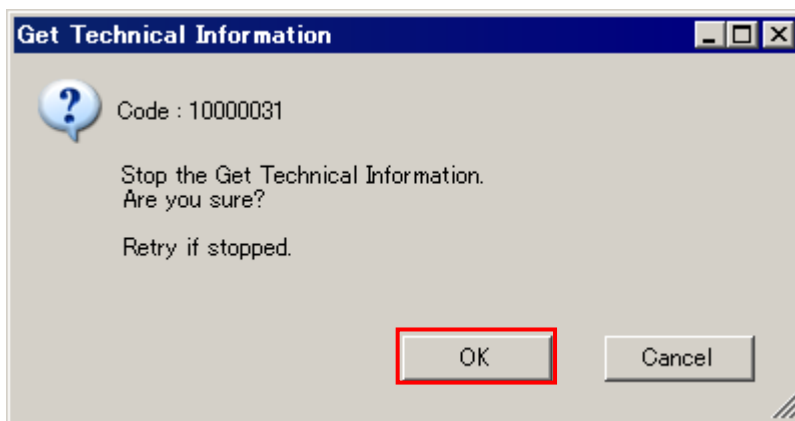 Get Technical Information
Code : 10000031
Stop the Get Technical Information.
Are you sure?
Retry if stopped.
OK
Cancel